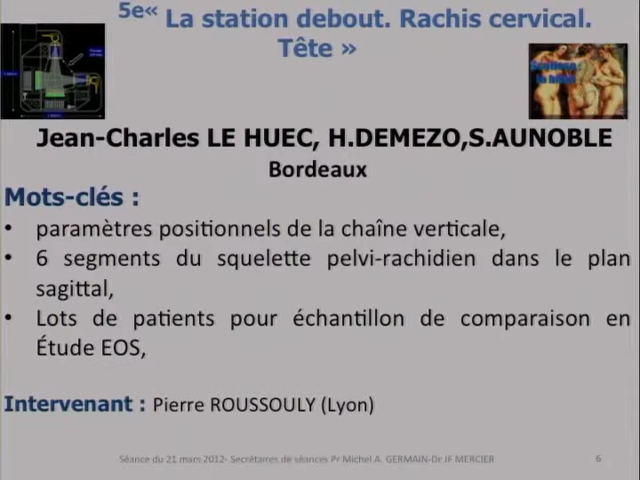 5e« La station debout. Rachis cervical.
Tête »
Jean-Charles LE HUEC, H.DEMEZO,S.AUNOBLE
Bordeaux
Mots-clés :
• paramètres positionnels de la chaîne verticale,
• 6 segments du squelette pelvi-rachidien dans le plan
sagittal,
• Lots de patients pour échantillon de comparaison en
Étude EOS,
Intervenant : Pierre ROUSSOULY (Lyon)
Séance du 21 mars 2012- Secrétaires de séances Pr Michel A. GERMAIN-Dr JF MERCIER
6